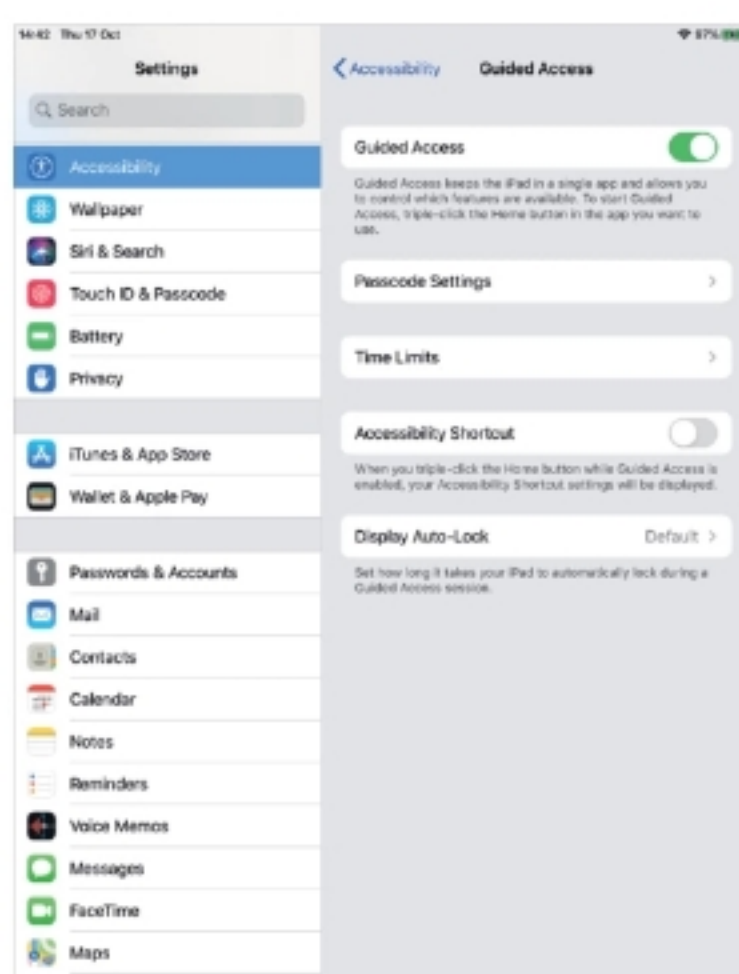 14:42 Thu 17 Oct
97%
Settings
Search
Accessibility
Wallpaper
Siri & Search
Touch ID & Passcode
Battery
Privacy
iTunes & App Store
Wallet & Apple Pay
Passwords & Accounts
Mail
Contacts
Calendar
Notes
Reminders
Voice Memos
Messages
FaceTime
Maps
Accessibility
Guided Access
Guided Access
Guided Access keeps the iPad in a single app and allows you
to control which features are available. To start Guided
Access, triple-click the Home button in the app you want to
use.
Passcode Settings
Time Limits
Accessibility Shortcut
When you triple-click the Home button while Guided Access is
enabled, your Accessibility Shortcut settings will be displayed.
Display Auto-Lock
Default
Set how long it takes your iPad to automatically lock during a
Guided Access session.